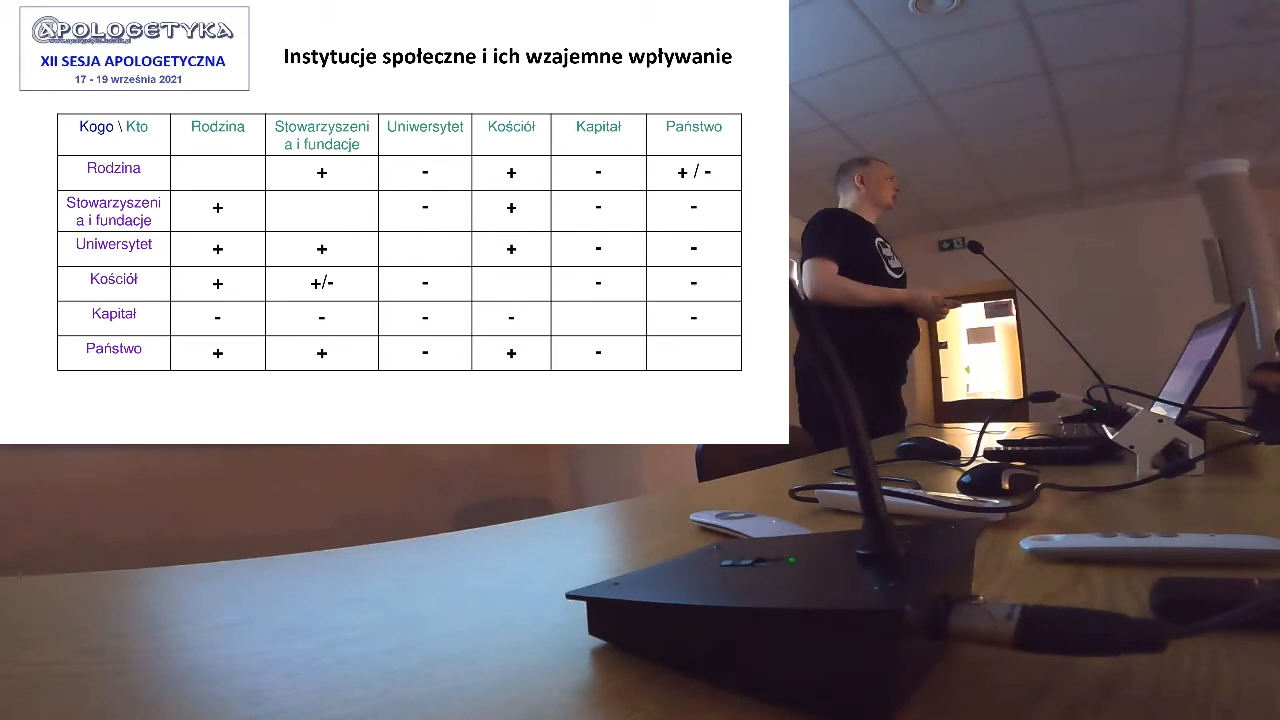 APOLOGETYKA
XII SESJA APOLOGETYCZNA
17 - 19 września 2021
Instytucje społeczne i ich wzajemne wpływanie
Kogo \ Kto Rodzina Stowarzyszeni Uniwersytet Kościół Kapitał Państwo
a i fundacje
Rodzina + - + - + / -
Stowarzyszeni + - + - -
a i fundacje
Uniwersytet + + + - -
Kościół + +/- - - -
Kapitał - - - - -
Państwo + + - + -